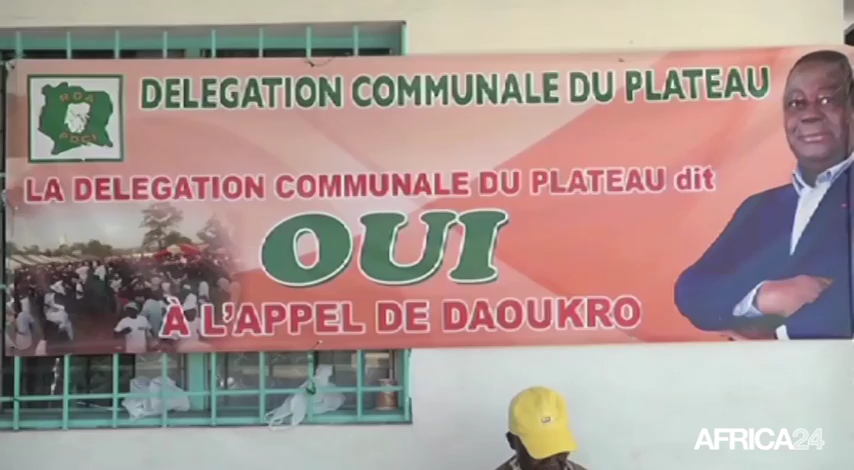 RDA
PDCI
DELEGATION COMMUNALE DU PLATEAU
LA DELEGATION COMMUNALE DU PLATEAU dit
OUI
À L'APPEL DE DAOUKRO
AFRICA24